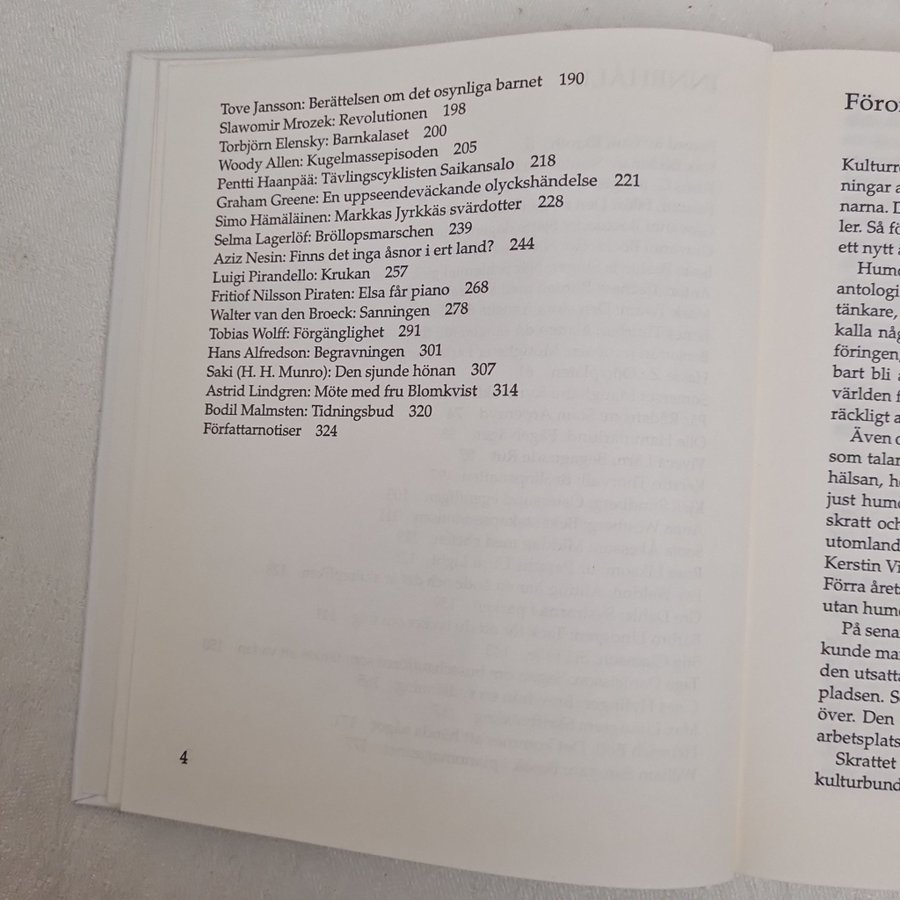 Tove Jansson: Berättelsen om det osynliga barnet 190
Slawomir Mrozek: Revolutionen 198
Torbjörn Elensky: Barnkalaset 200
Woody Allen: Kugelmassepisoden 205
Pentti Haanpää: Tävlingscyklisten Saikansalo 218
Graham Greene: En uppseendeväckande olyckshändelse 221
Simo Hämäläinen: Markkas Jyrkkäs svärdotter 228
Selma Lagerlöf: Bröllopsmarschen 239
Aziz Nesin: Finns det inga åsnor i ert land? 244
Luigi Pirandello: Krukan 257
Fritiof Nilsson Piraten: Elsa får piano 268
Walter van den Broeck: Sanningen 278
Tobias Wolff: Förgänglighet 291
Hans Alfredson: Begravningen 301
Saki (H. H. Munro): Den sjunde hönan 307
Astrid Lindgren: Möte med fru Blomkvist 314
Bodil Malmsten: Tidningsbud 320
Författarnotiser 324
4
Föro
Kulturr
ningar a
narna. D
ler. Så fö
ett nytt a
Humo
antologi
tänkare,
kalla någ
föringen,
bart bli a
världen f
räckligt a
Även o
som talar
hälsan, h
just humo
skratt och
utomland
Kerstin Vi
Förra året
utan humo
På sena
kunde man
den utsatta
pladsen. S
över. Den
arbetsplats
Skrattet
kulturbund